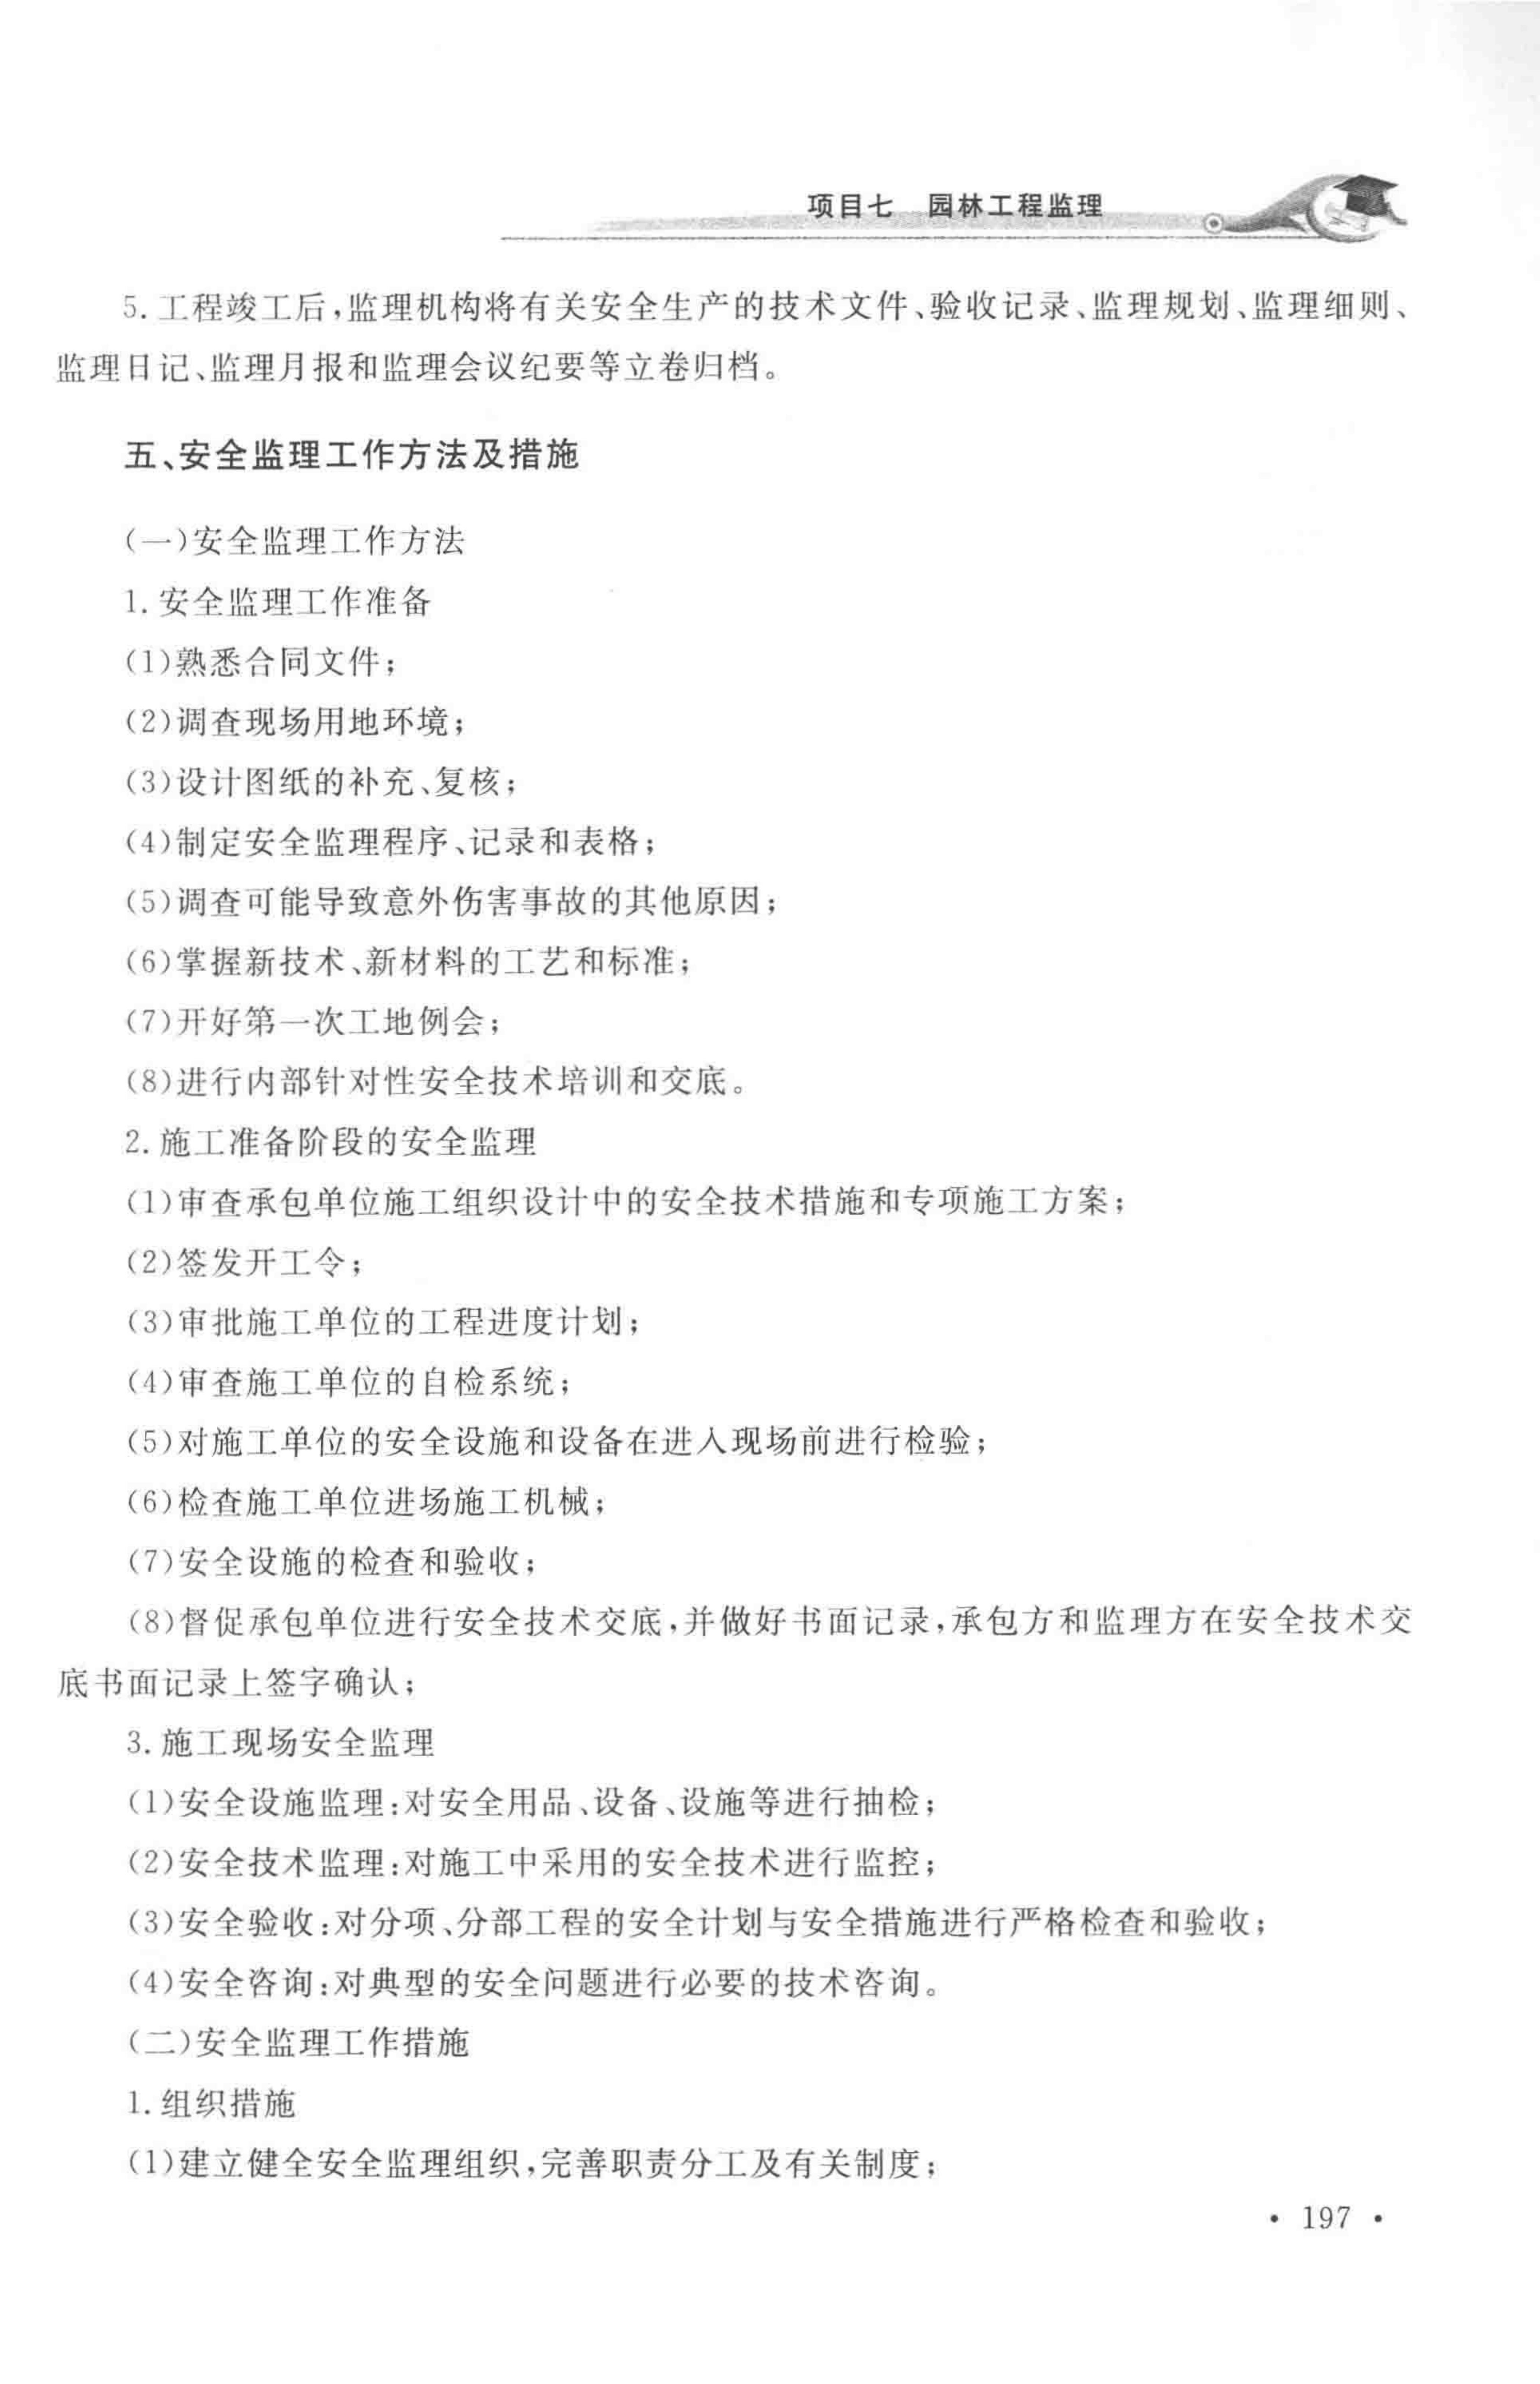 项目七　园林工程监理
5. 工程竣工后,监理机构将有关安全生产的技术文件、验收记录、监理规划、监理细则、
监理日记、监理月报和监理会议纪要等立卷归档。
五、安全监理工作方法及措施
(一)安全监理工作方法
1. 安全监理工作准备
(1)熟悉合同文件;
(2)调查现场用地环境;
(3)设计图纸的补充、复核;
(4)制定安全监理程序、记录和表格;
(5)调查可能导致意外伤害事故的其他原因;
(6)掌握新技术、新材料的工艺和标准;
(7)开好第一次工地例会;
(8)进行内部针对性安全技术培训和交底。
2. 施工准备阶段的安全监理
(1)审查承包单位施工组织设计中的安全技术措施和专项施工方案;
(2)签发开工令;
(3)审批施工单位的工程进度计划;
(4)审查施工单位的自检系统;
(5)对施工单位的安全设施和设备在进入现场前进行检验;
(6)检查施工单位进场施工机械;
(7)安全设施的检查和验收;
(8)督促承包单位进行安全技术交底,并做好书面记录,承包方和监理方在安全技术交
底书面记录上签字确认;
3. 施工现场安全监理
(1)安全设施监理:对安全用品、设备、设施等进行抽检;
(2)安全技术监理:对施工中采用的安全技术进行监控;
(3)安全验收:对分项、分部工程的安全计划与安全措施进行严格检查和验收;
(4)安全咨询:对典型的安全问题进行必要的技术咨询。
(二)安全监理工作措施
1. 组织措施
(1)建立健全安全监理组织,完善职责分工及有关制度;
• 197 •